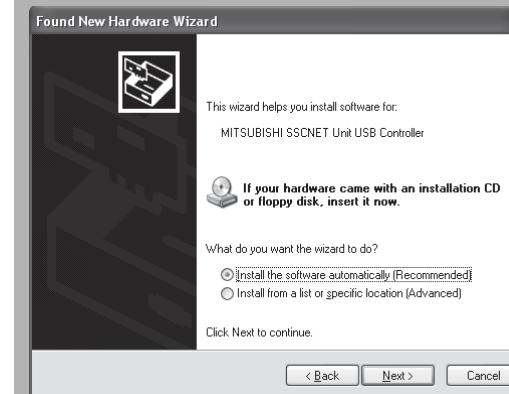 Found New Hardware Wizard
This wizard helps you install software for:
MITSUBISHI SSCNET Unit USB Controller
If your hardware came with an installation CD
or floppy disk, insert it now.
What do you want the wizard to do?
Install the software automatically (Recommended)
Install from a list or specific location (Advanced)
Click Next to continue.
< Back Next > Cancel